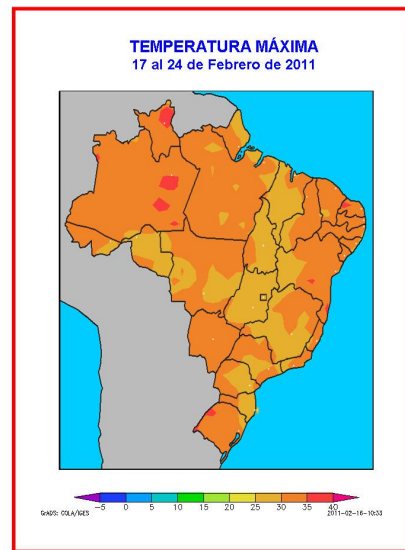 TEMPERATURA MÁXIMA
17 al 24 de Febrero de 2011
-5 0 5 10 15 20 25 30 35 40
GrADS: COLA/IGES 2011-02-16-10:33